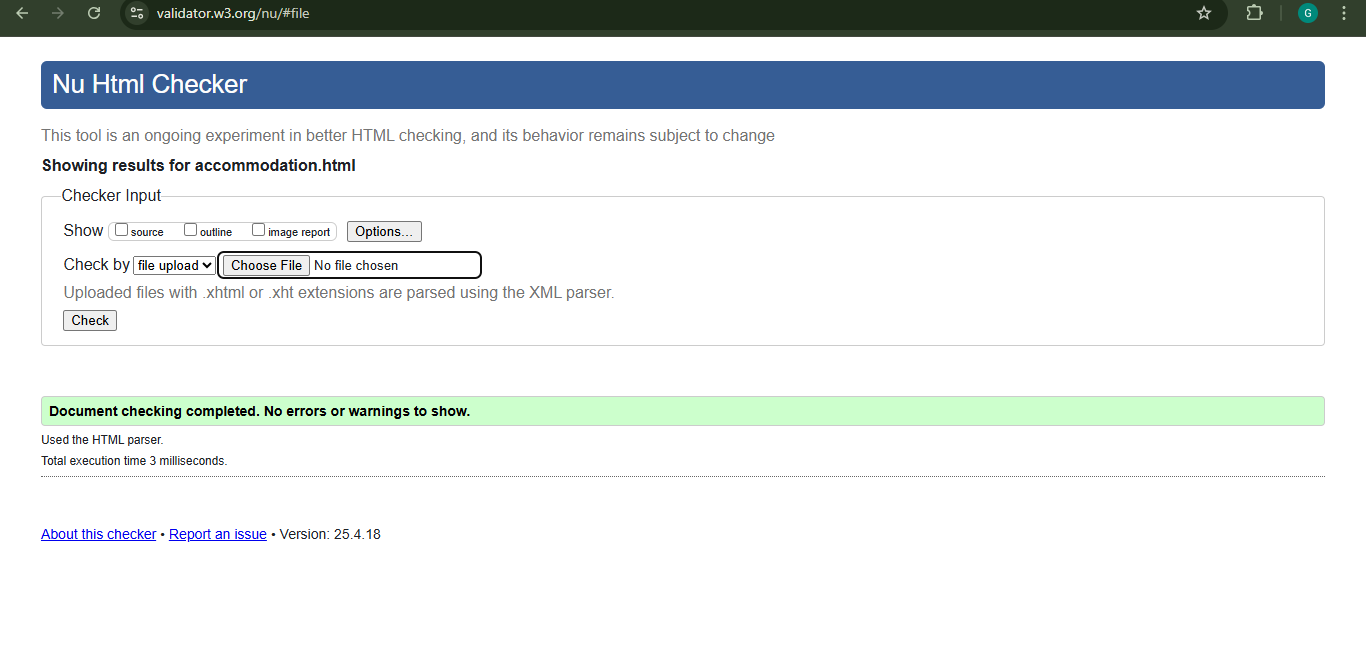 validator.w3.org/nu/#file
G
Nu Html Checker
This tool is an ongoing experiment in better HTML checking, and its behavior remains subject to change
Showing results for accommodation.html
Checker Input
Show source outline image report Options...
Check by file upload Choose File No file chosen
Uploaded files with .xhtml or .xht extensions are parsed using the XML parser.
Check
Document checking completed. No errors or warnings to show.
Used the HTML parser.
Total execution time 3 milliseconds.
About this checker • Report an issue • Version: 25.4.18